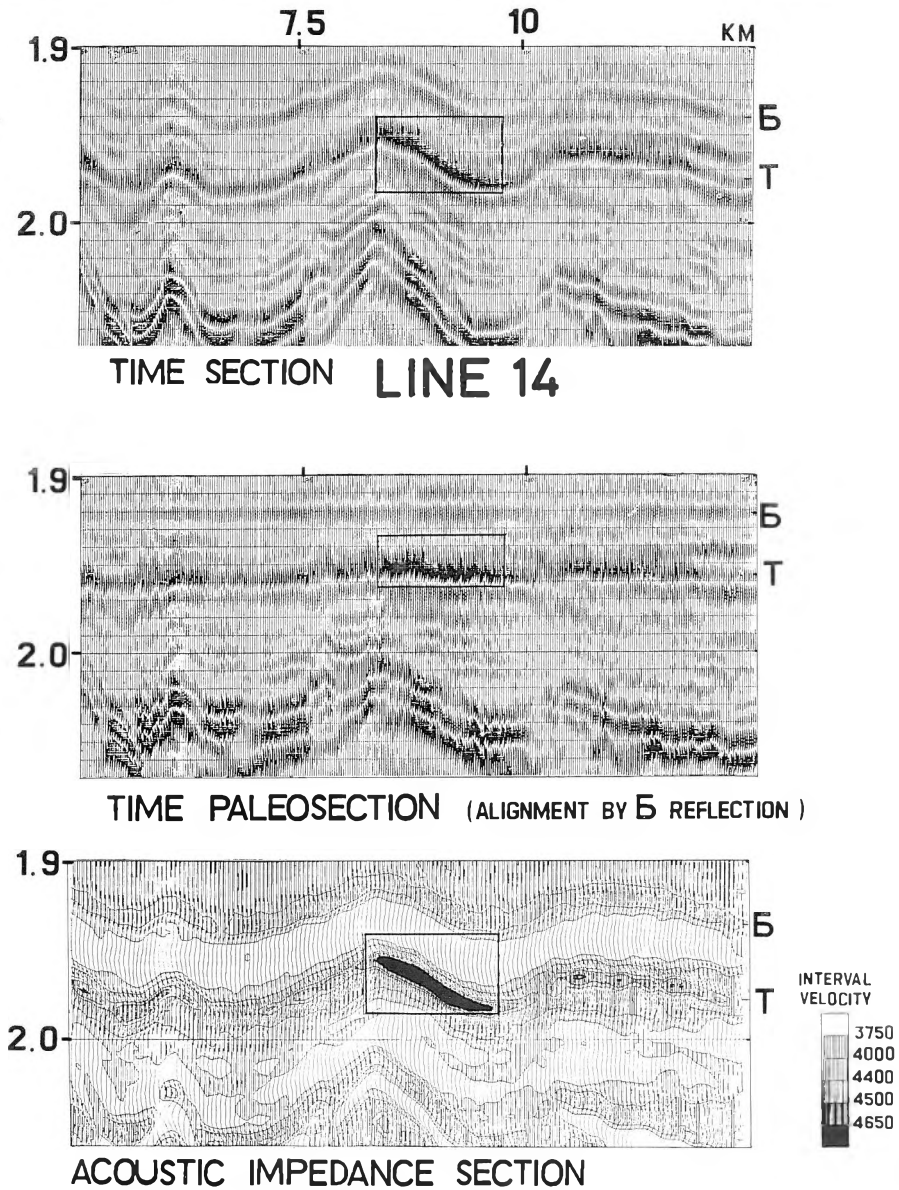 7.5 10 KM
1.9
Б
T
2.0
TIME SECTION LINE 14
1.9
Б
T
2.0
TIME PALEOSECTION (ALIGNMENT BY Б REFLECTION)
1.9
Б
T
2.0
INTERVAL
VELOCITY
3750
4000
4400
4500
4650
ACOUSTIC IMPEDANCE SECTION